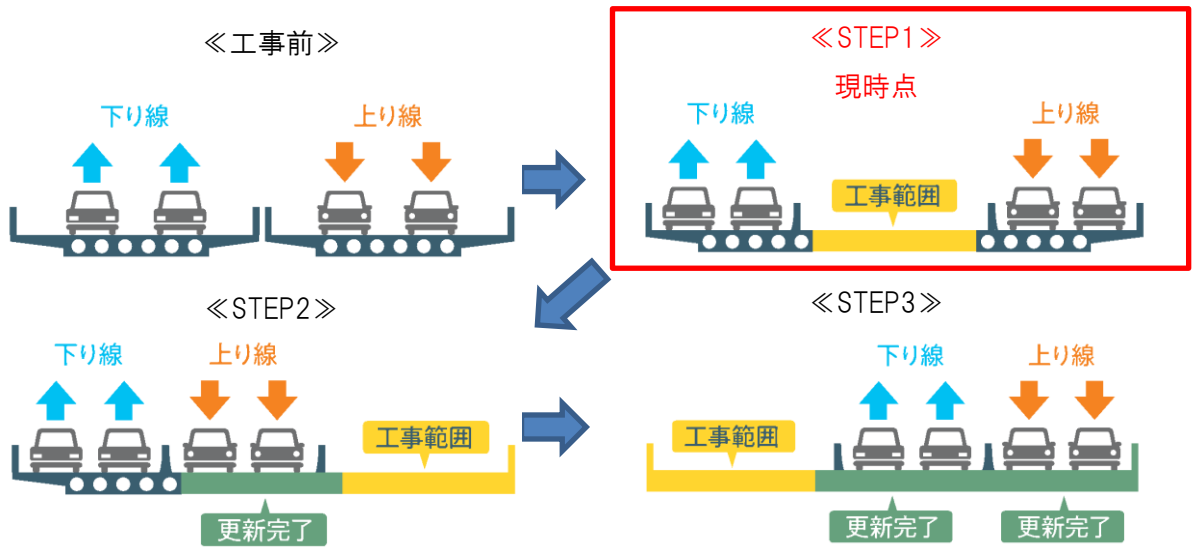 ≪工事前≫
下り線
上り線
≪STEP1≫
現時点
下り線
上り線
工事範囲
≪STEP2≫
下り線
上り線
工事範囲
更新完了
≪STEP3≫
下り線
上り線
工事範囲
更新完了
更新完了